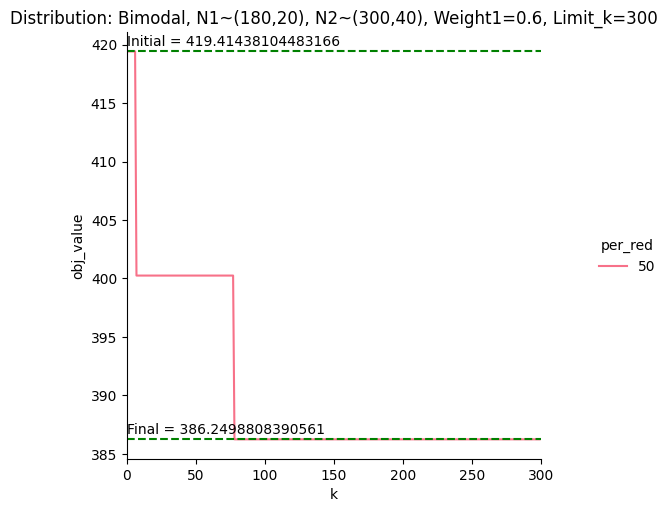 Distribution: Bimodal, N1~(180,20), N2~(300,40), Weight1=0.6, Limit_k=300
420
Initial = 419.41438104483166
415
410
405
400
395
390
385
Final = 386.2498808390561
obj_value
0
50
100
150
200
250
300
k
per_red
50